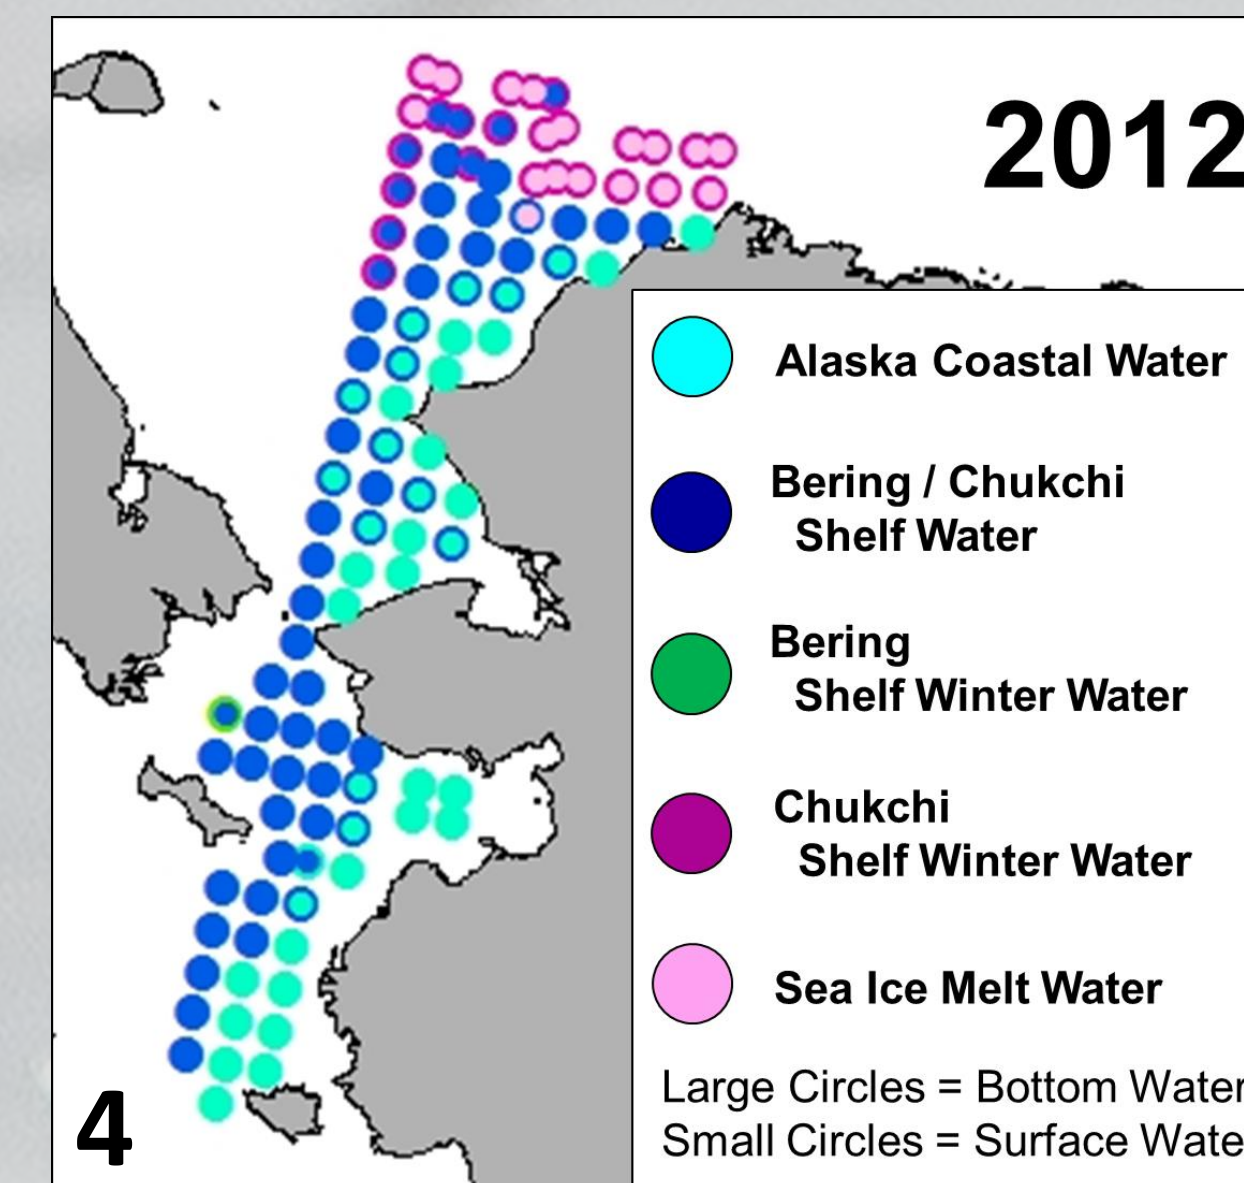 2012
Alaska Coastal Water
Bering / Chukchi
Shelf Water
Bering
Shelf Winter Water
Chukchi
Shelf Winter Water
Sea Ice Melt Water
Large Circles = Bottom Water
Small Circles = Surface Wate
4